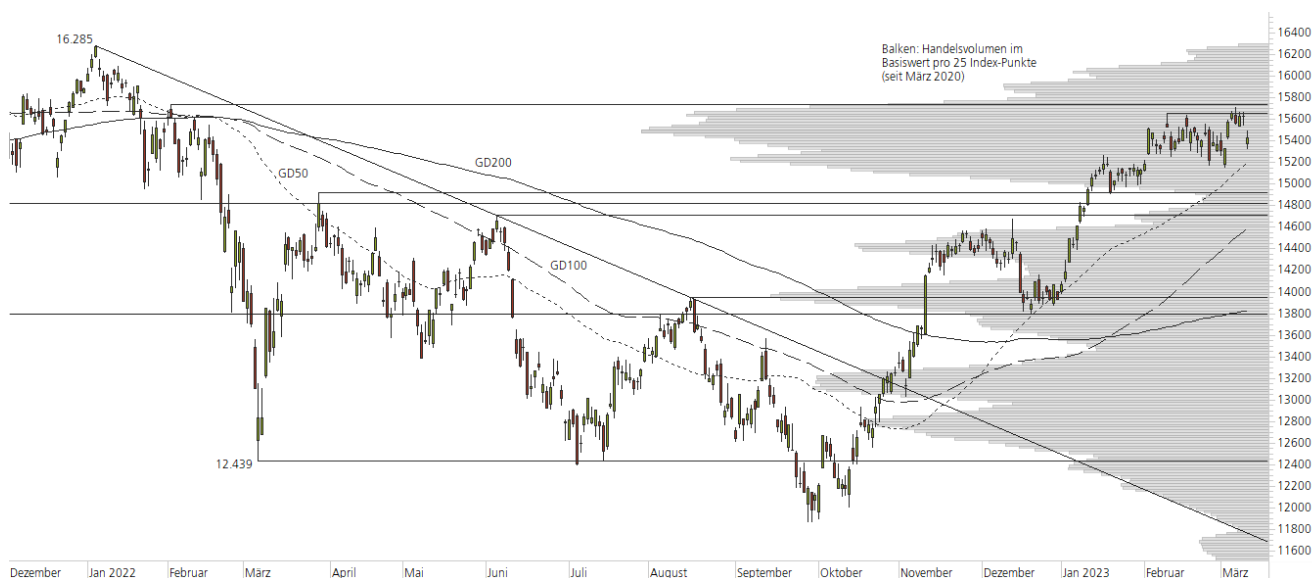 16.285
Balken: Handelsvolumen im
Basiswert pro 25 Index-Punkte
(seit März 2020)
GD200
GD50
GD100
12.439
16400
16200
16000
15800
15600
15400
15200
15000
14800
14600
14400
14200
14000
13800
13600
13400
13200
13000
12800
12600
12400
12200
12000
11800
11600
Dezember
Jan 2022
Februar
März
April
Mai
Juni
Juli
August
September
Oktober
November
Dezember
Jan 2023
Februar
März